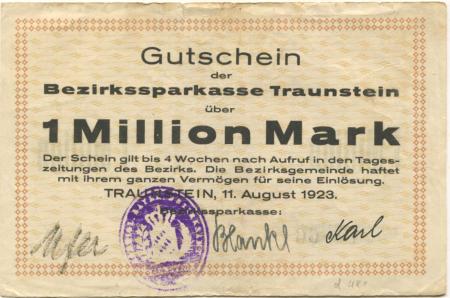 Gutschein
der
Bezirkssparkasse Traunstein
über
1 Million Mark
Der Schein gilt bis 4 Wochen nach Aufruf in den Tages-
zeitungen des Bezirks. Die Bezirksgemeinde haftet
mit ihrem ganzen Vermögen für seine Einlösung.
TRAUNSTEIN, 11. August 1923.
Bezirkssparkasse:
Karl